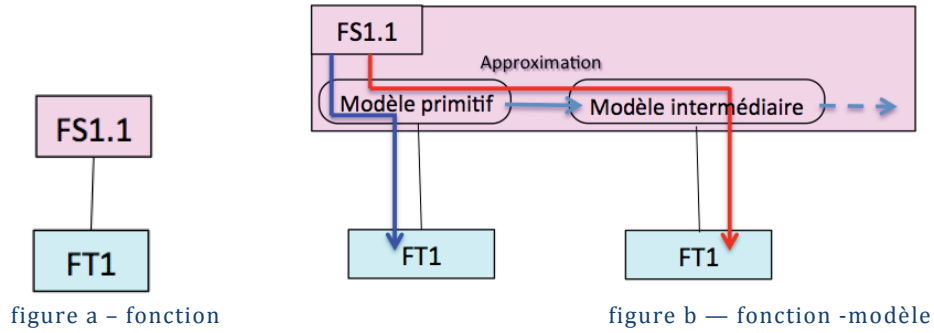 FS1.1
FT1
figure a – fonction
FS1.1
Approximation
Modèle primitif
Modèle intermédiaire
FT1
FT1
figure b — fonction -modèle